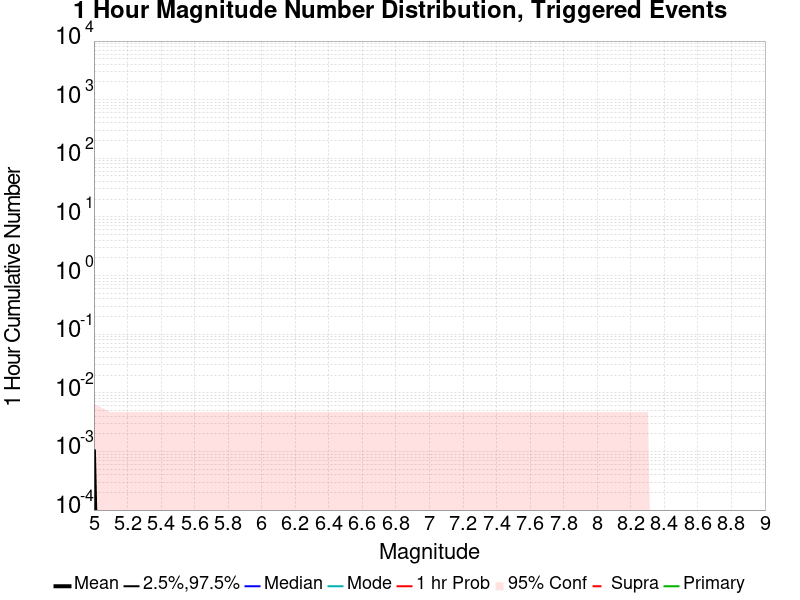 1 Hour Magnitude Number Distribution, Triggered Events
1 Hour Cumulative Number
10^4
10^3
10^2
10^1
10^0
10^-1
10^-2
10^-3
10^-4
5 5.2 5.4 5.6 5.8 6 6.2 6.4 6.6 6.8 7 7.2 7.4 7.6 7.8 8 8.2 8.4 8.6 8.8 9
Magnitude
Mean 2.5%,97.5% Median Mode 1 hr Prob 95% Conf Supra Primary